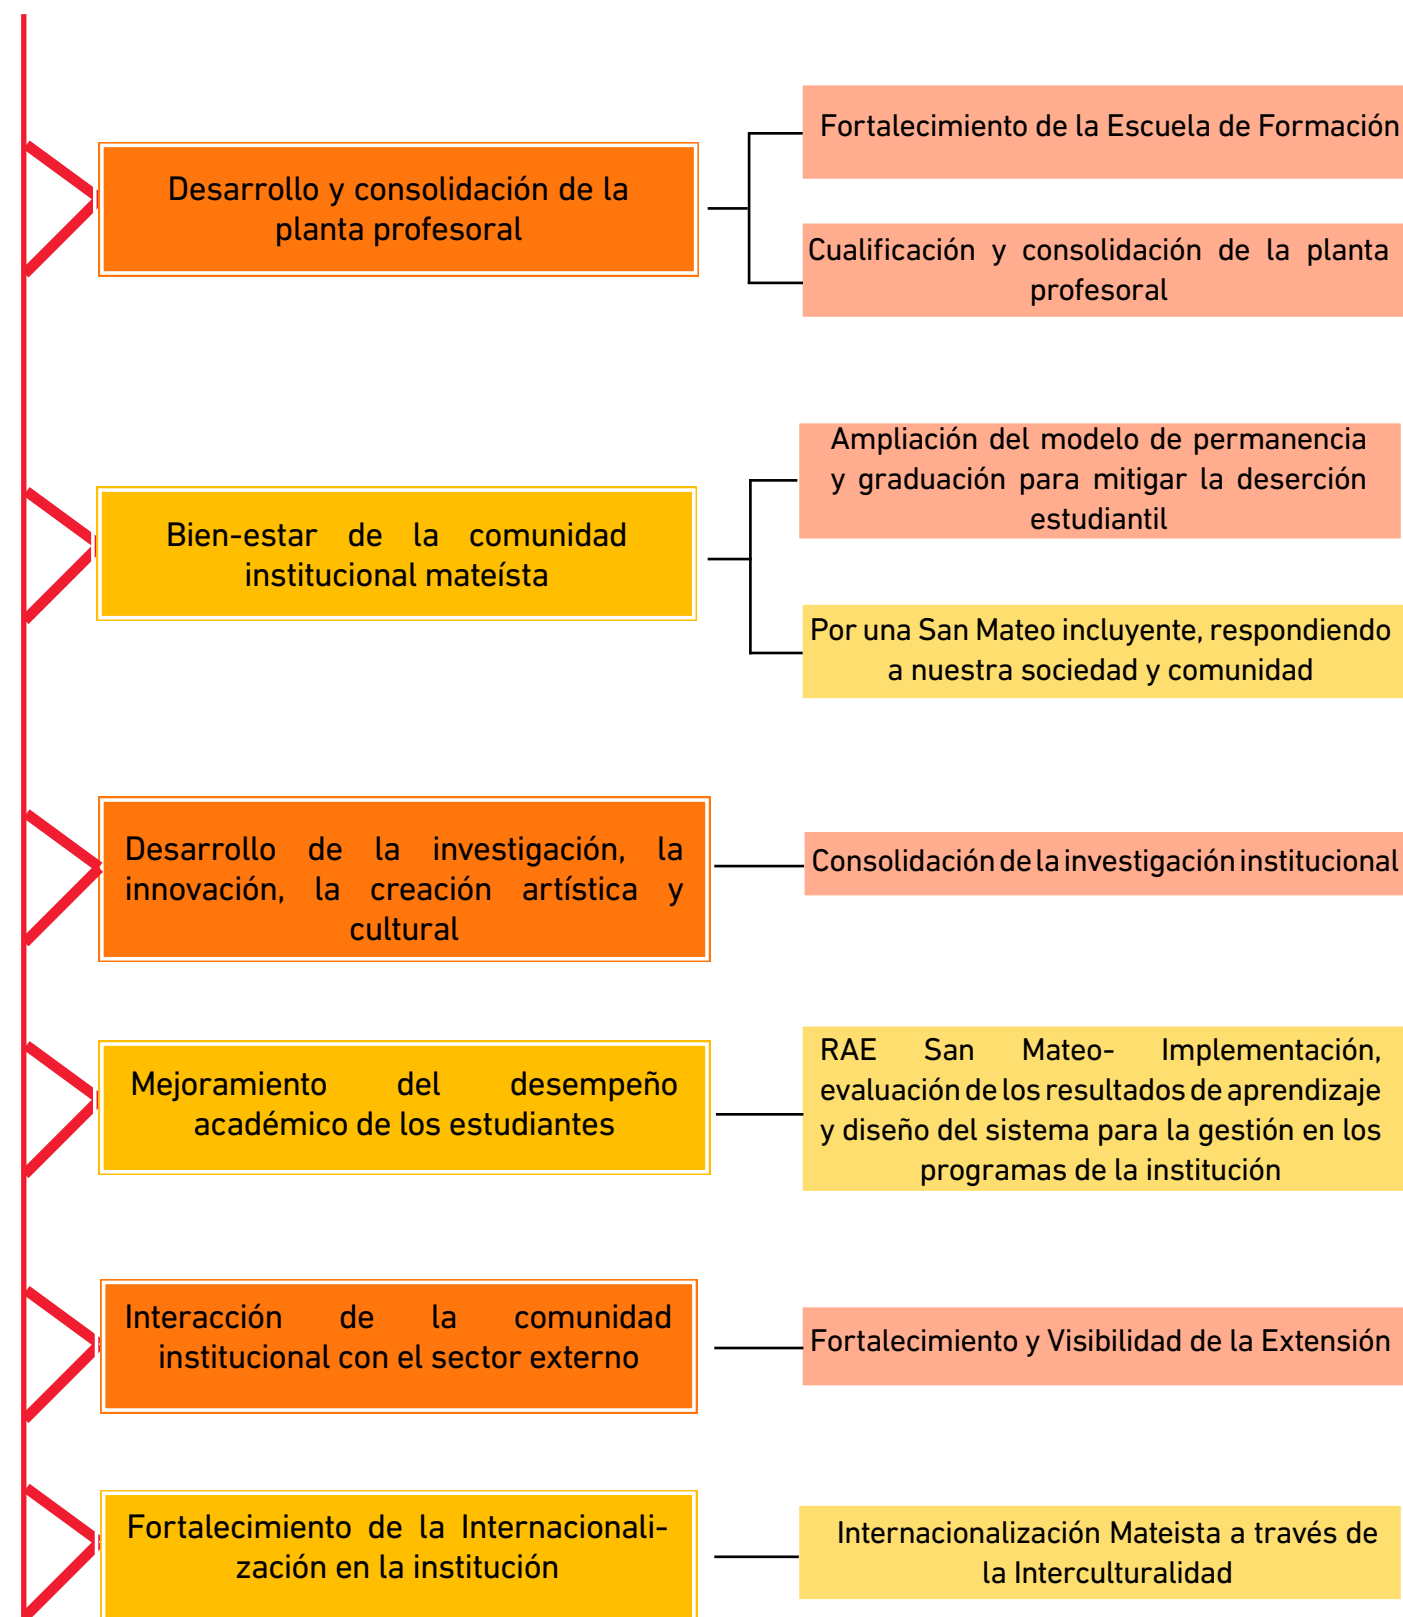 Fortalecimiento de la Escuela de Formación
Desarrollo y consolidación de la
planta profesoral
Cualificación y consolidación de la planta
profesoral
Ampliación del modelo de permanencia
y graduación para mitigar la deserción
estudiantil
Bien-estar de la comunidad
institucional mateísta
Por una San Mateo incluyente, respondiendo
a nuestra sociedad y comunidad
Desarrollo de la investigación, la
innovación, la creación artística y
cultural
Consolidación de la investigación institucional
Mejoramiento del desempeño
académico de los estudiantes
RAE San Mateo- Implementación,
evaluación de los resultados de aprendizaje
y diseño del sistema para la gestión en los
programas de la institución
Interacción de la comunidad
institucional con el sector externo
Fortalecimiento y Visibilidad de la Extensión
Fortalecimiento de la Internacionali-
zación en la institución
Internacionalización Mateista a través de
la Interculturalidad